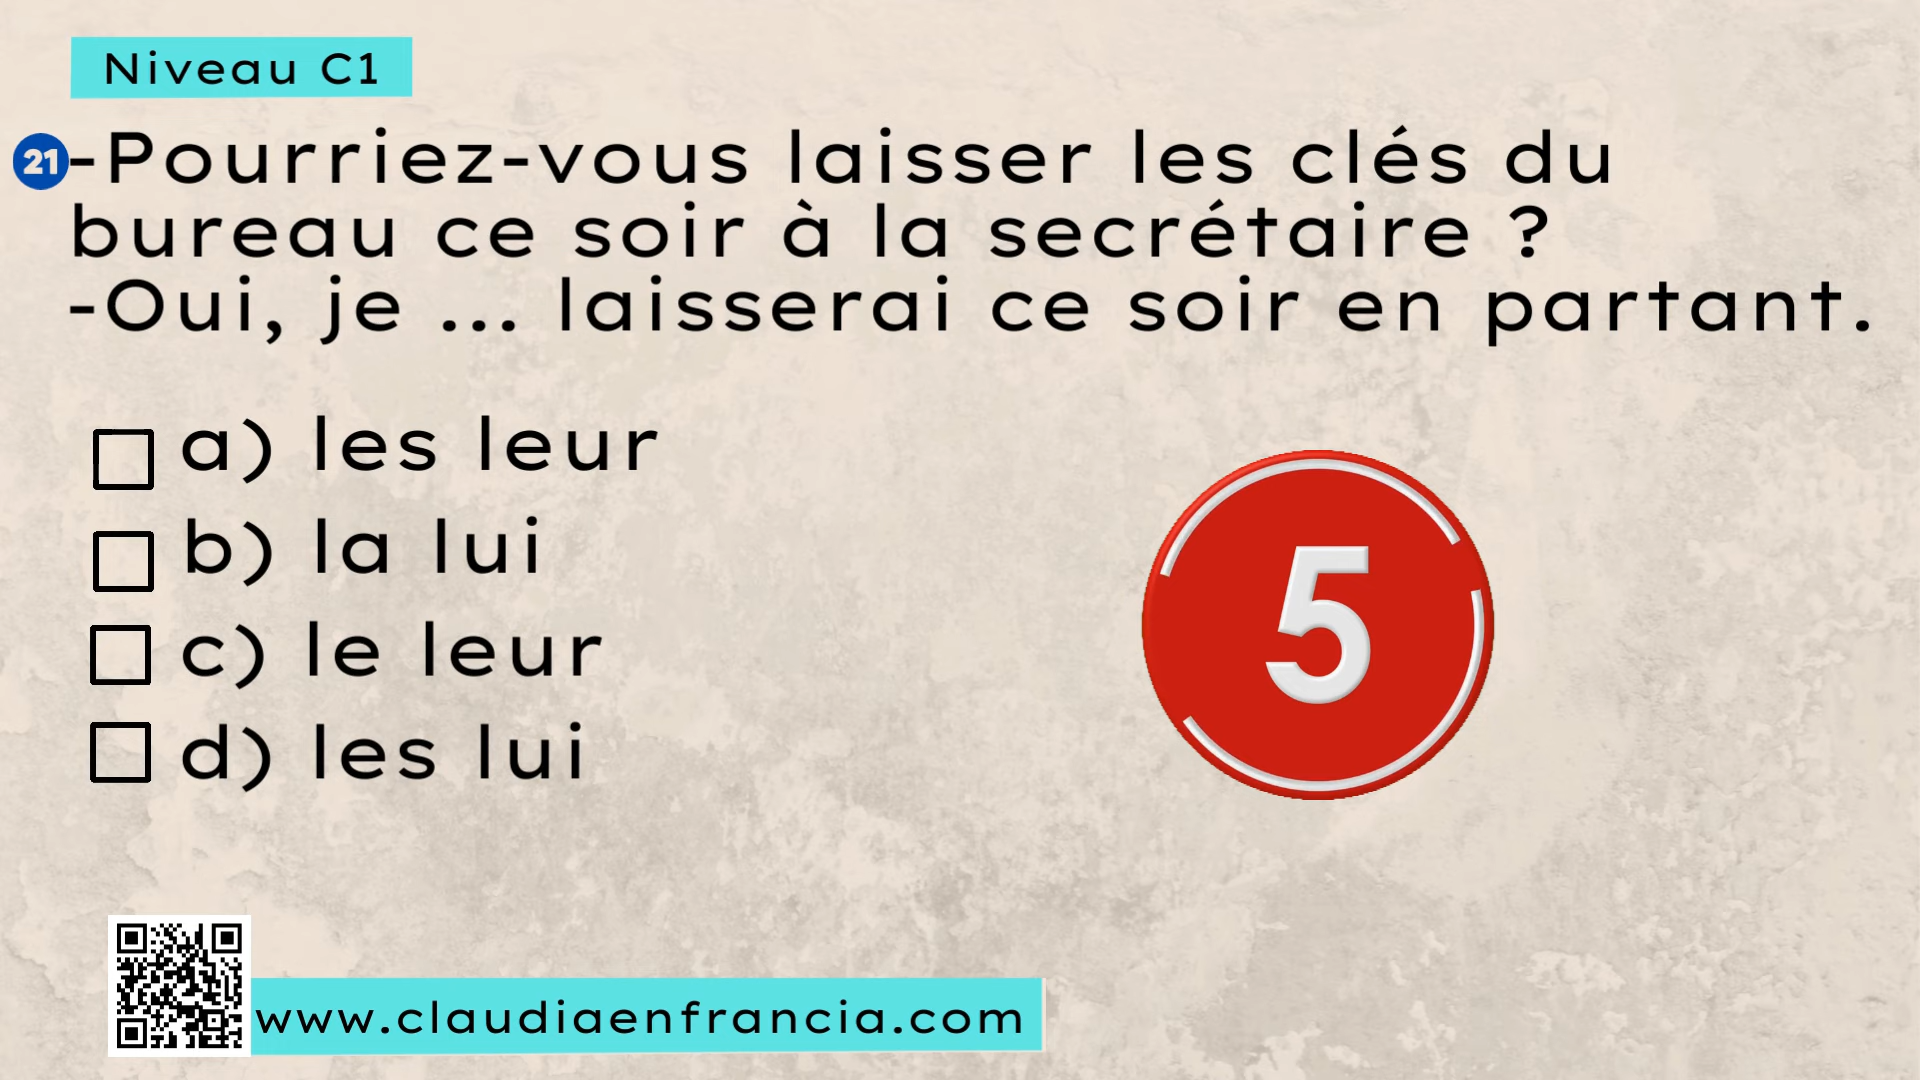 Niveau C1
21 -Pourriez-vous laisser les clés du
bureau ce soir à la secrétaire ?
-Oui, je ... laisserai ce soir en partant.
a) les leur
b) la lui
c) le leur
d) les lui
5
www.claudiaenfrancia.com